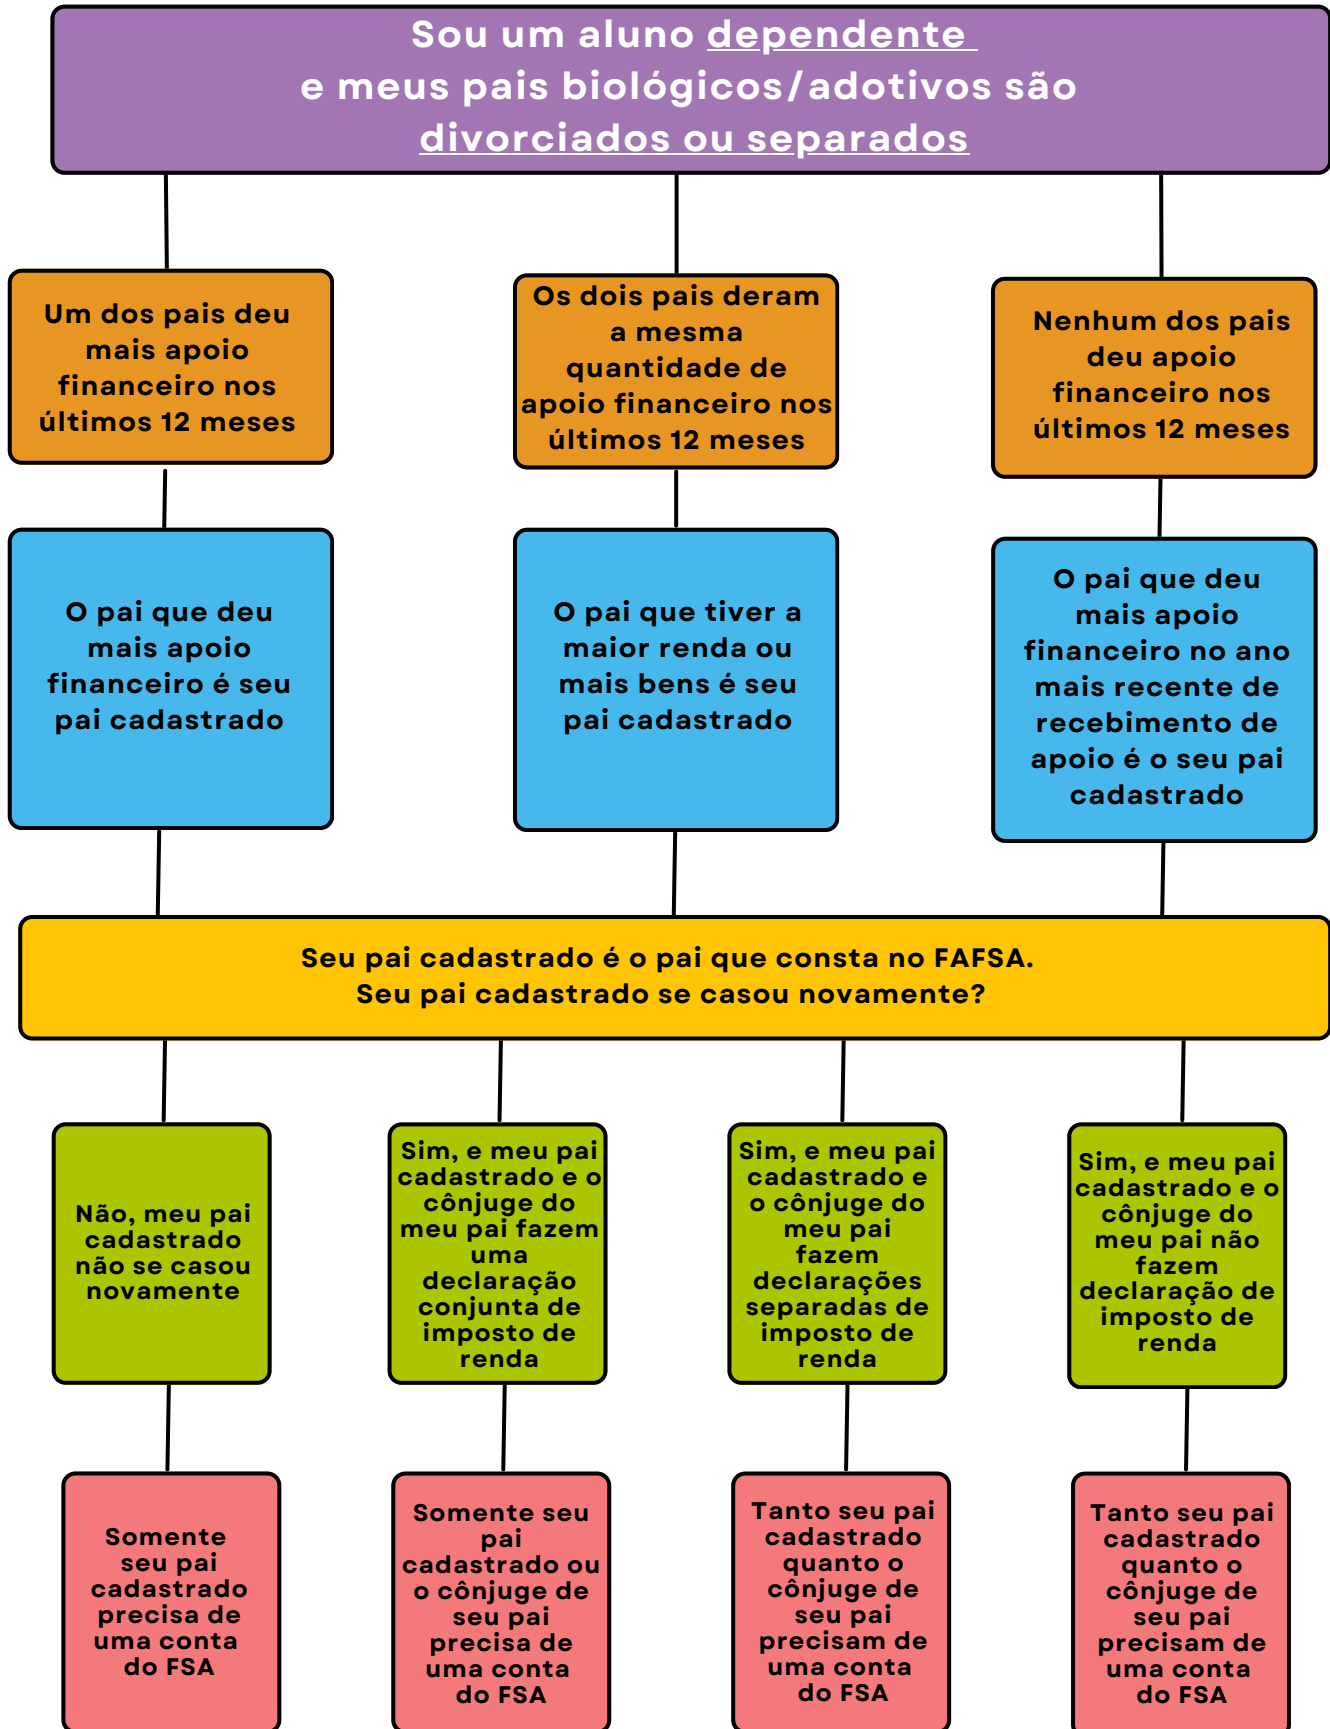 Sou um aluno dependente
e meus pais biológicos/adotivos são
divorciados ou separados
Um dos pais deu
mais apoio
financeiro nos
últimos 12 meses
Os dois pais deram
a mesma
quantidade de
apoio financeiro nos
últimos 12 meses
Nenhum dos pais
deu apoio
financeiro nos
últimos 12 meses
O pai que deu
mais apoio
financeiro é seu
pai cadastrado
O pai que tiver a
maior renda ou
mais bens é seu
pai cadastrado
O pai que deu
mais apoio
financeiro no ano
mais recente de
recebimento de
apoio é o seu pai
cadastrado
Seu pai cadastrado é o pai que consta no FAFSA.
Seu pai cadastrado se casou novamente?
Não, meu pai
cadastrado
não se casou
novamente
Sim, e meu pai
cadastrado e o
cônjuge do
meu pai fazem
uma
declaração
conjunta de
imposto de
renda
Sim, e meu pai
cadastrado e
o cônjuge do
meu pai
fazem
declarações
separadas de
imposto de
renda
Sim, e meu pai
cadastrado e o
cônjuge do
meu pai não
fazem
declaração de
imposto de
renda
Somente
seu pai
cadastrado
precisa de
uma conta
do FSA
Somente seu
pai
cadastrado ou
o cônjuge de
seu pai
precisa de
uma conta
do FSA
Tanto seu pai
cadastrado
quanto o
cônjuge de
seu pai
precisam de
uma conta
do FSA
Tanto seu pai
cadastrado
quanto o
cônjuge de
seu pai
precisam de
uma conta
do FSA